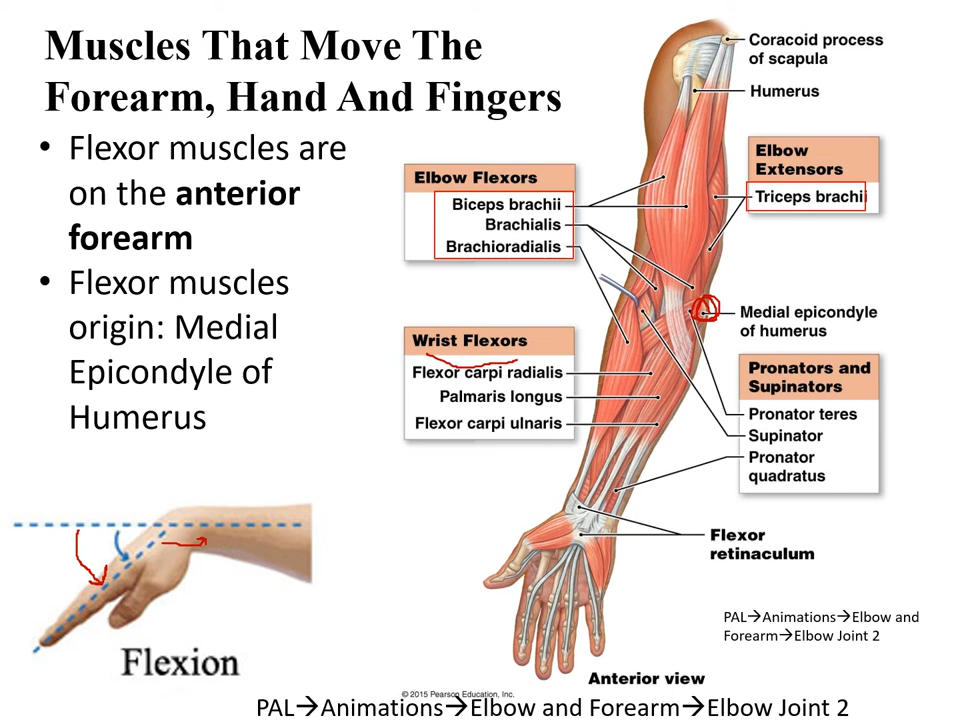 Muscles That Move The
Forearm, Hand And Fingers
• Flexor muscles are
on the anterior
forearm
• Flexor muscles
origin: Medial
Epicondyle of
Humerus
Coracoid process
of scapula
Humerus
Elbow Flexors
Biceps brachii
Brachialis
Brachioradialis
Elbow
Extensors
Triceps brachii
Medial epicondyle
of humerus
Wrist Flexors
Flexor carpi radialis
Palmaris longus
Flexor carpi ulnaris
Pronators and
Supinators
Pronator teres
Supinator
Pronator
quadratus
Flexor
retinaculum
Flexion
PAL→Animations→Elbow and
Forearm→Elbow Joint 2
Anterior view
© 2015 Pearson Education, Inc.
PAL→Animations→Elbow and Forearm→Elbow Joint 2